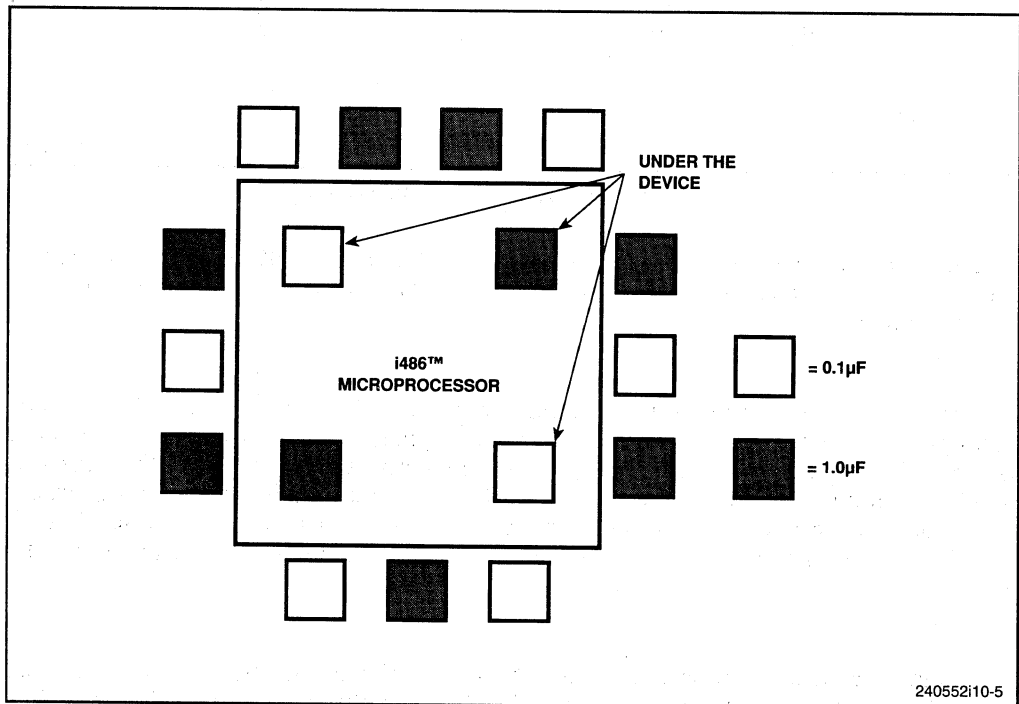 UNDER THE
DEVICE
i486™
MICROPROCESSOR
= 0.1µF
= 1.0µF
240552i10-5